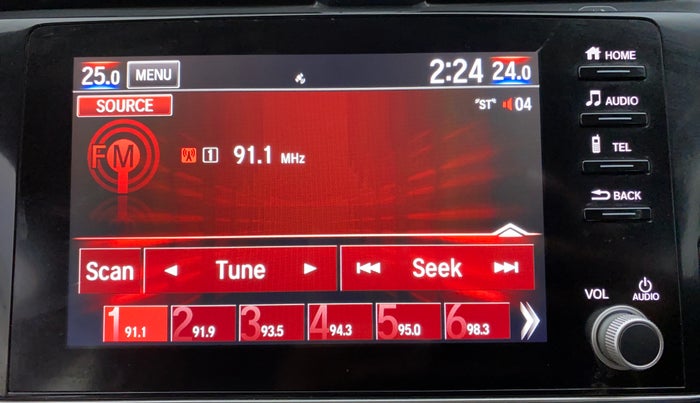 25.0 MENU 2:24 24.0
SOURCE "ST" 04
FM 1 91.1 MHz
Scan Tune Seek
1 91.1 2 91.9 3 93.5 4 94.3 5 95.0 6 98.3
HOME
AUDIO
TEL
BACK
VOL AUDIO